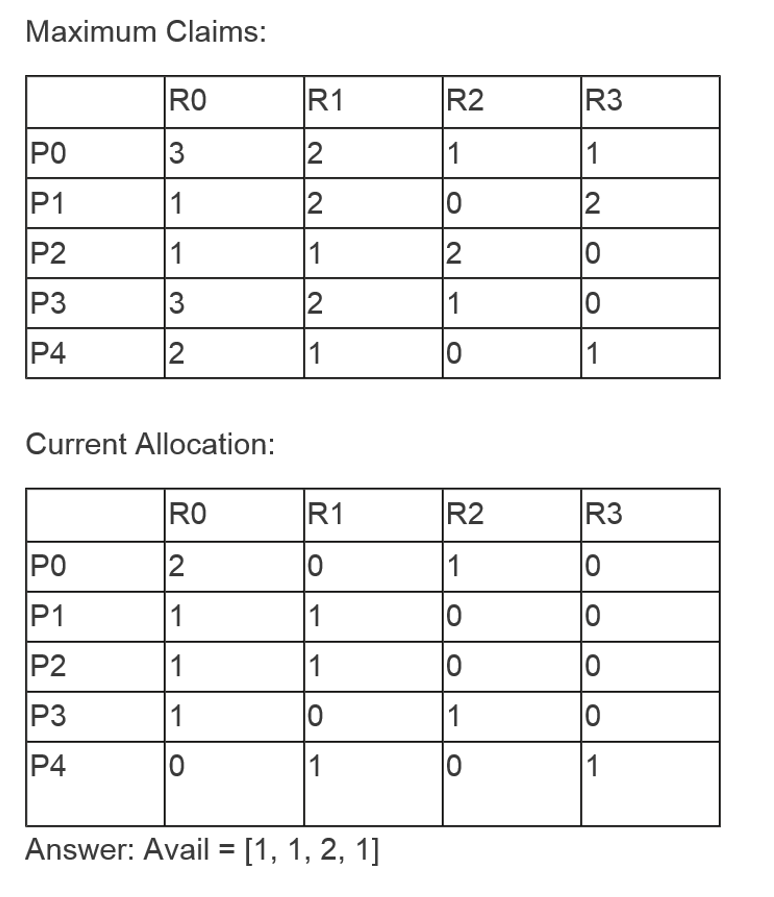 Maximum Claims:
R0 R1 R2 R3
P0 3 2 1 1
P1 1 2 0 2
P2 1 1 2 0
P3 3 2 1 0
P4 2 1 0 1
Current Allocation:
R0 R1 R2 R3
P0 2 0 1 0
P1 1 1 0 0
P2 1 1 0 0
P3 1 0 1 0
P4 0 1 0 1
Answer: Avail = [1, 1, 2, 1]